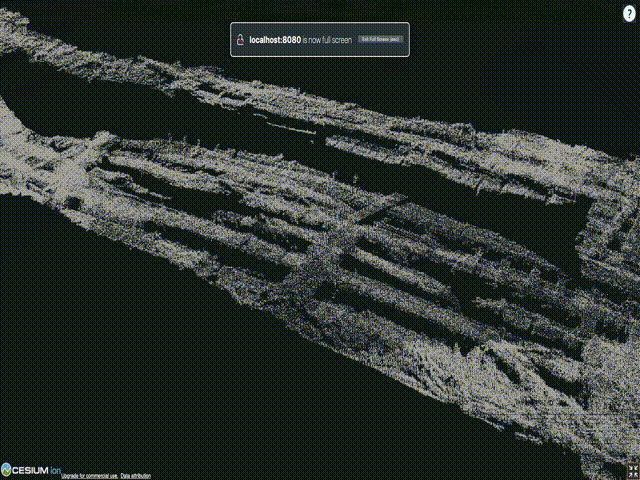 ?
localhost:8080 is now full screen Exit Full Screen (esc)
CESIUM ion Upgrade for commercial use. Data attribution